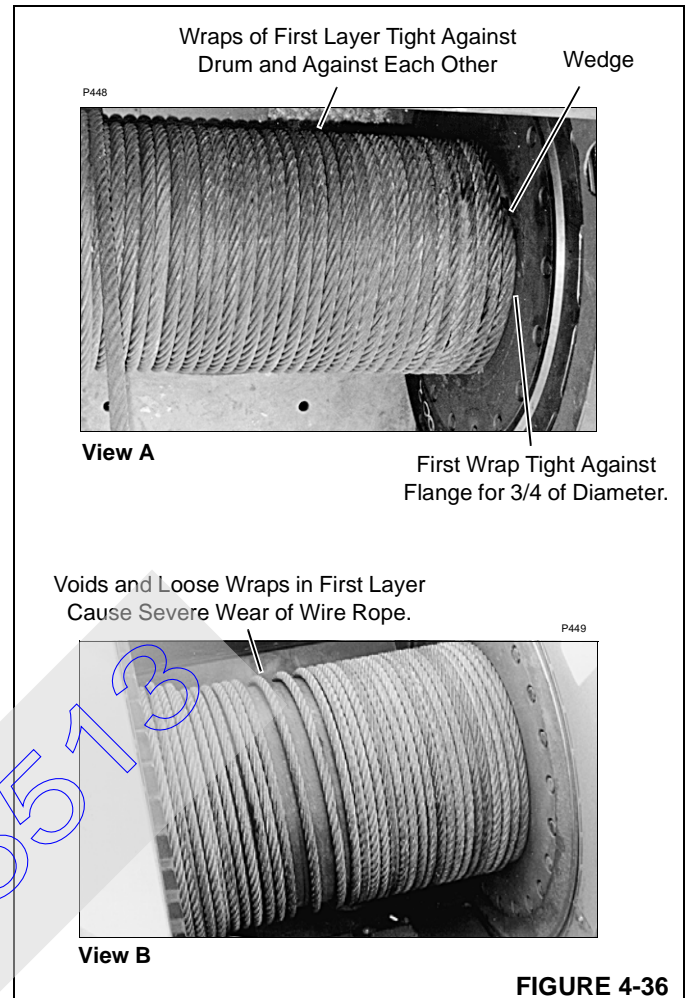 Wraps of First Layer Tight Against
Drum and Against Each Other
Wedge
P448
View A
First Wrap Tight Against
Flange for 3/4 of Diameter.
Voids and Loose Wraps in First Layer
Cause Severe Wear of Wire Rope.
P449
5513
View B
FIGURE 4-36